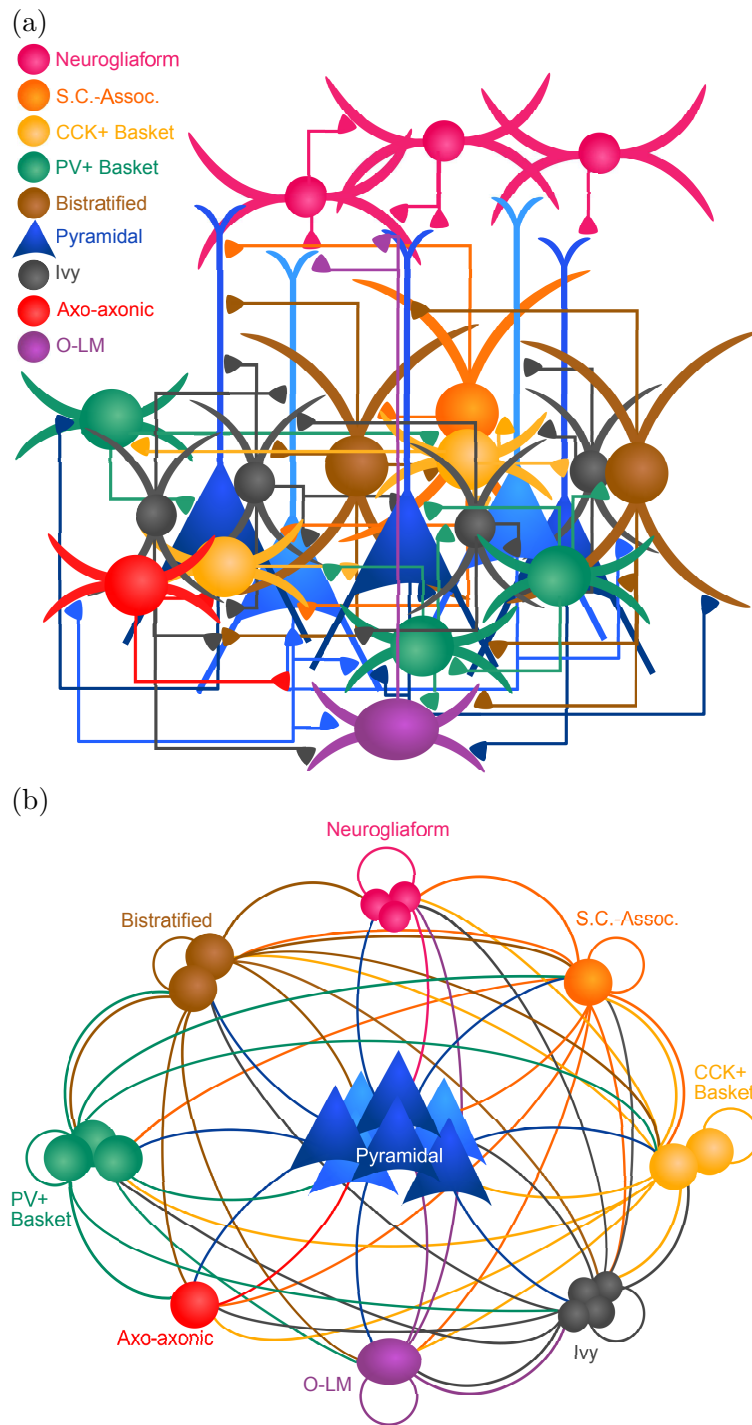 (a)
Neurogliaform
S.C.-Assoc.
CCK+ Basket
PV+ Basket
Bistratified
Pyramidal
Ivy
Axo-axonic
O-LM
(b)
Neurogliaform
Bistratified
S.C.-Assoc.
CCK+
Basket
Pyramidal
PV+
Basket
Axo-axonic
Ivy
O-LM